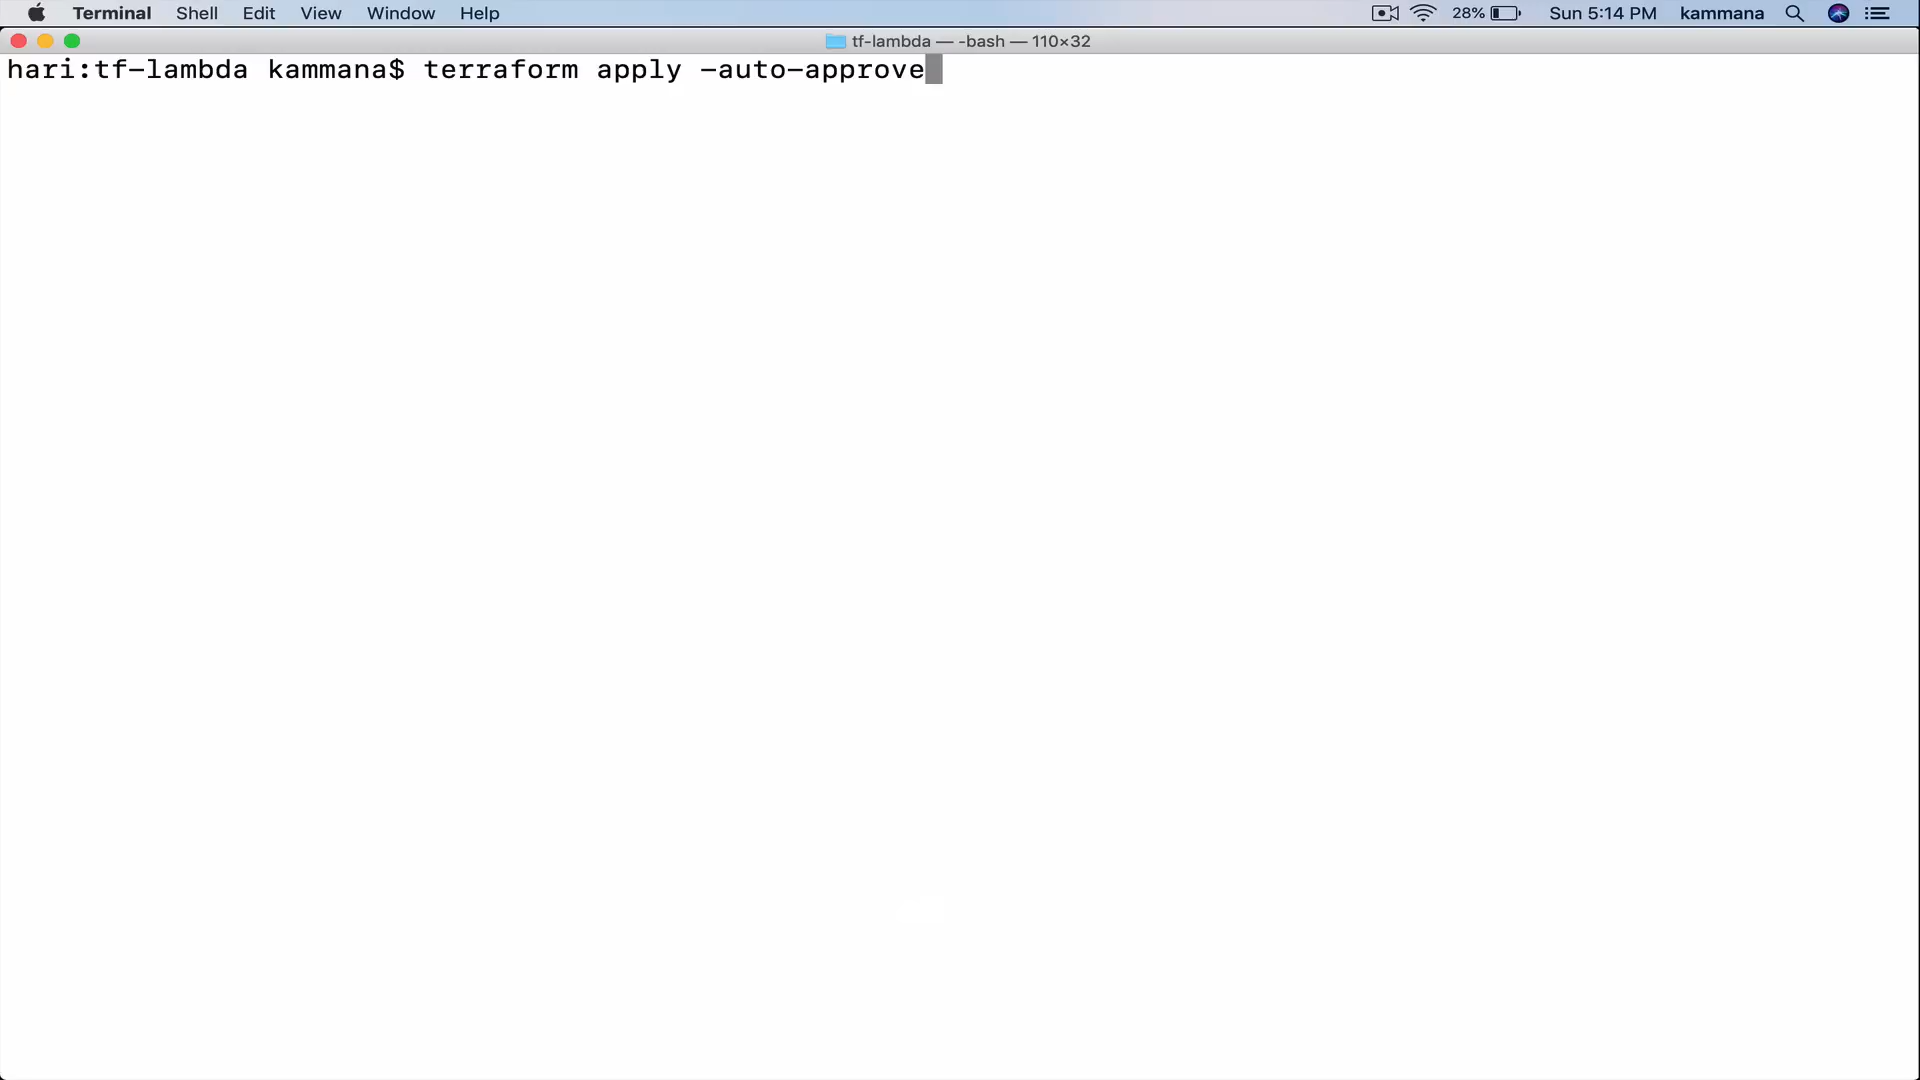 Terminal Shell Edit View Window Help 28% Sun 5:14 PM kammana
tf-lambda — -bash — 110×32
hari:tf-lambda kammana$ terraform apply -auto-approve